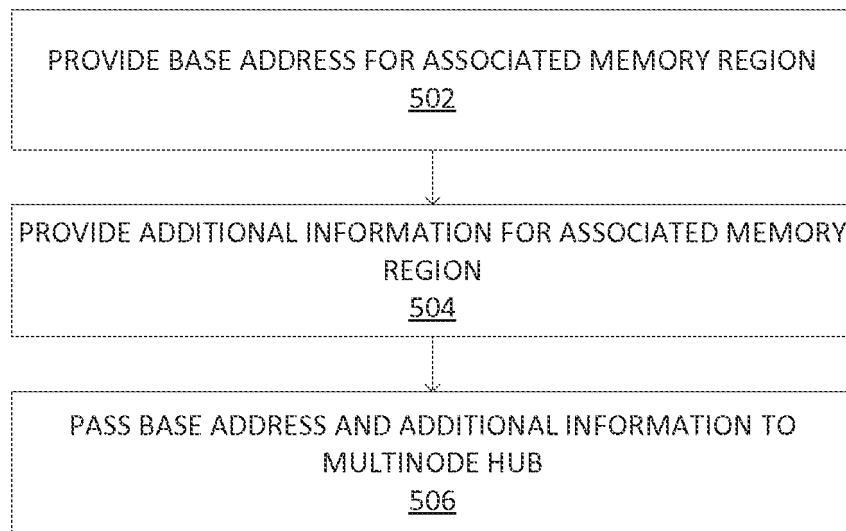 PROVIDE BASE ADDRESS FOR ASSOCIATED MEMORY REGION
502
PROVIDE ADDITIONAL INFORMATION FOR ASSOCIATED MEMORY
REGION
504
PASS BASE ADDRESS AND ADDITIONAL INFORMATION TO
MULTINODE HUB
506